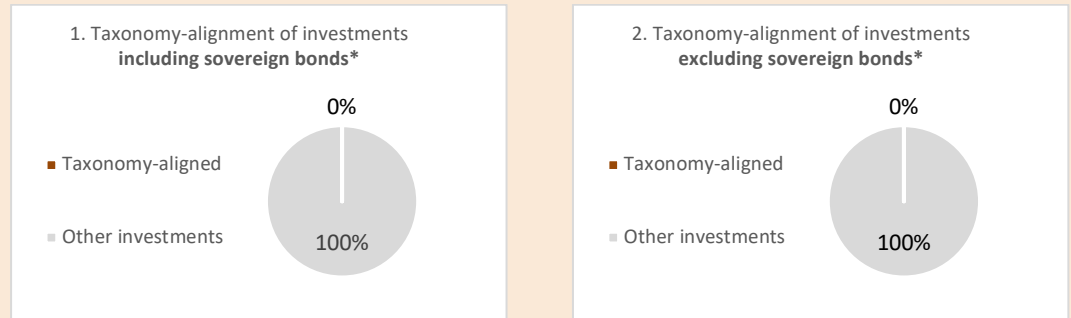 1. Taxonomy-alignment of investments
including sovereign bonds*
0%
Taxonomy-aligned
Other investments
100%
2. Taxonomy-alignment of investments
excluding sovereign bonds*
0%
Taxonomy-aligned
Other investments
100%